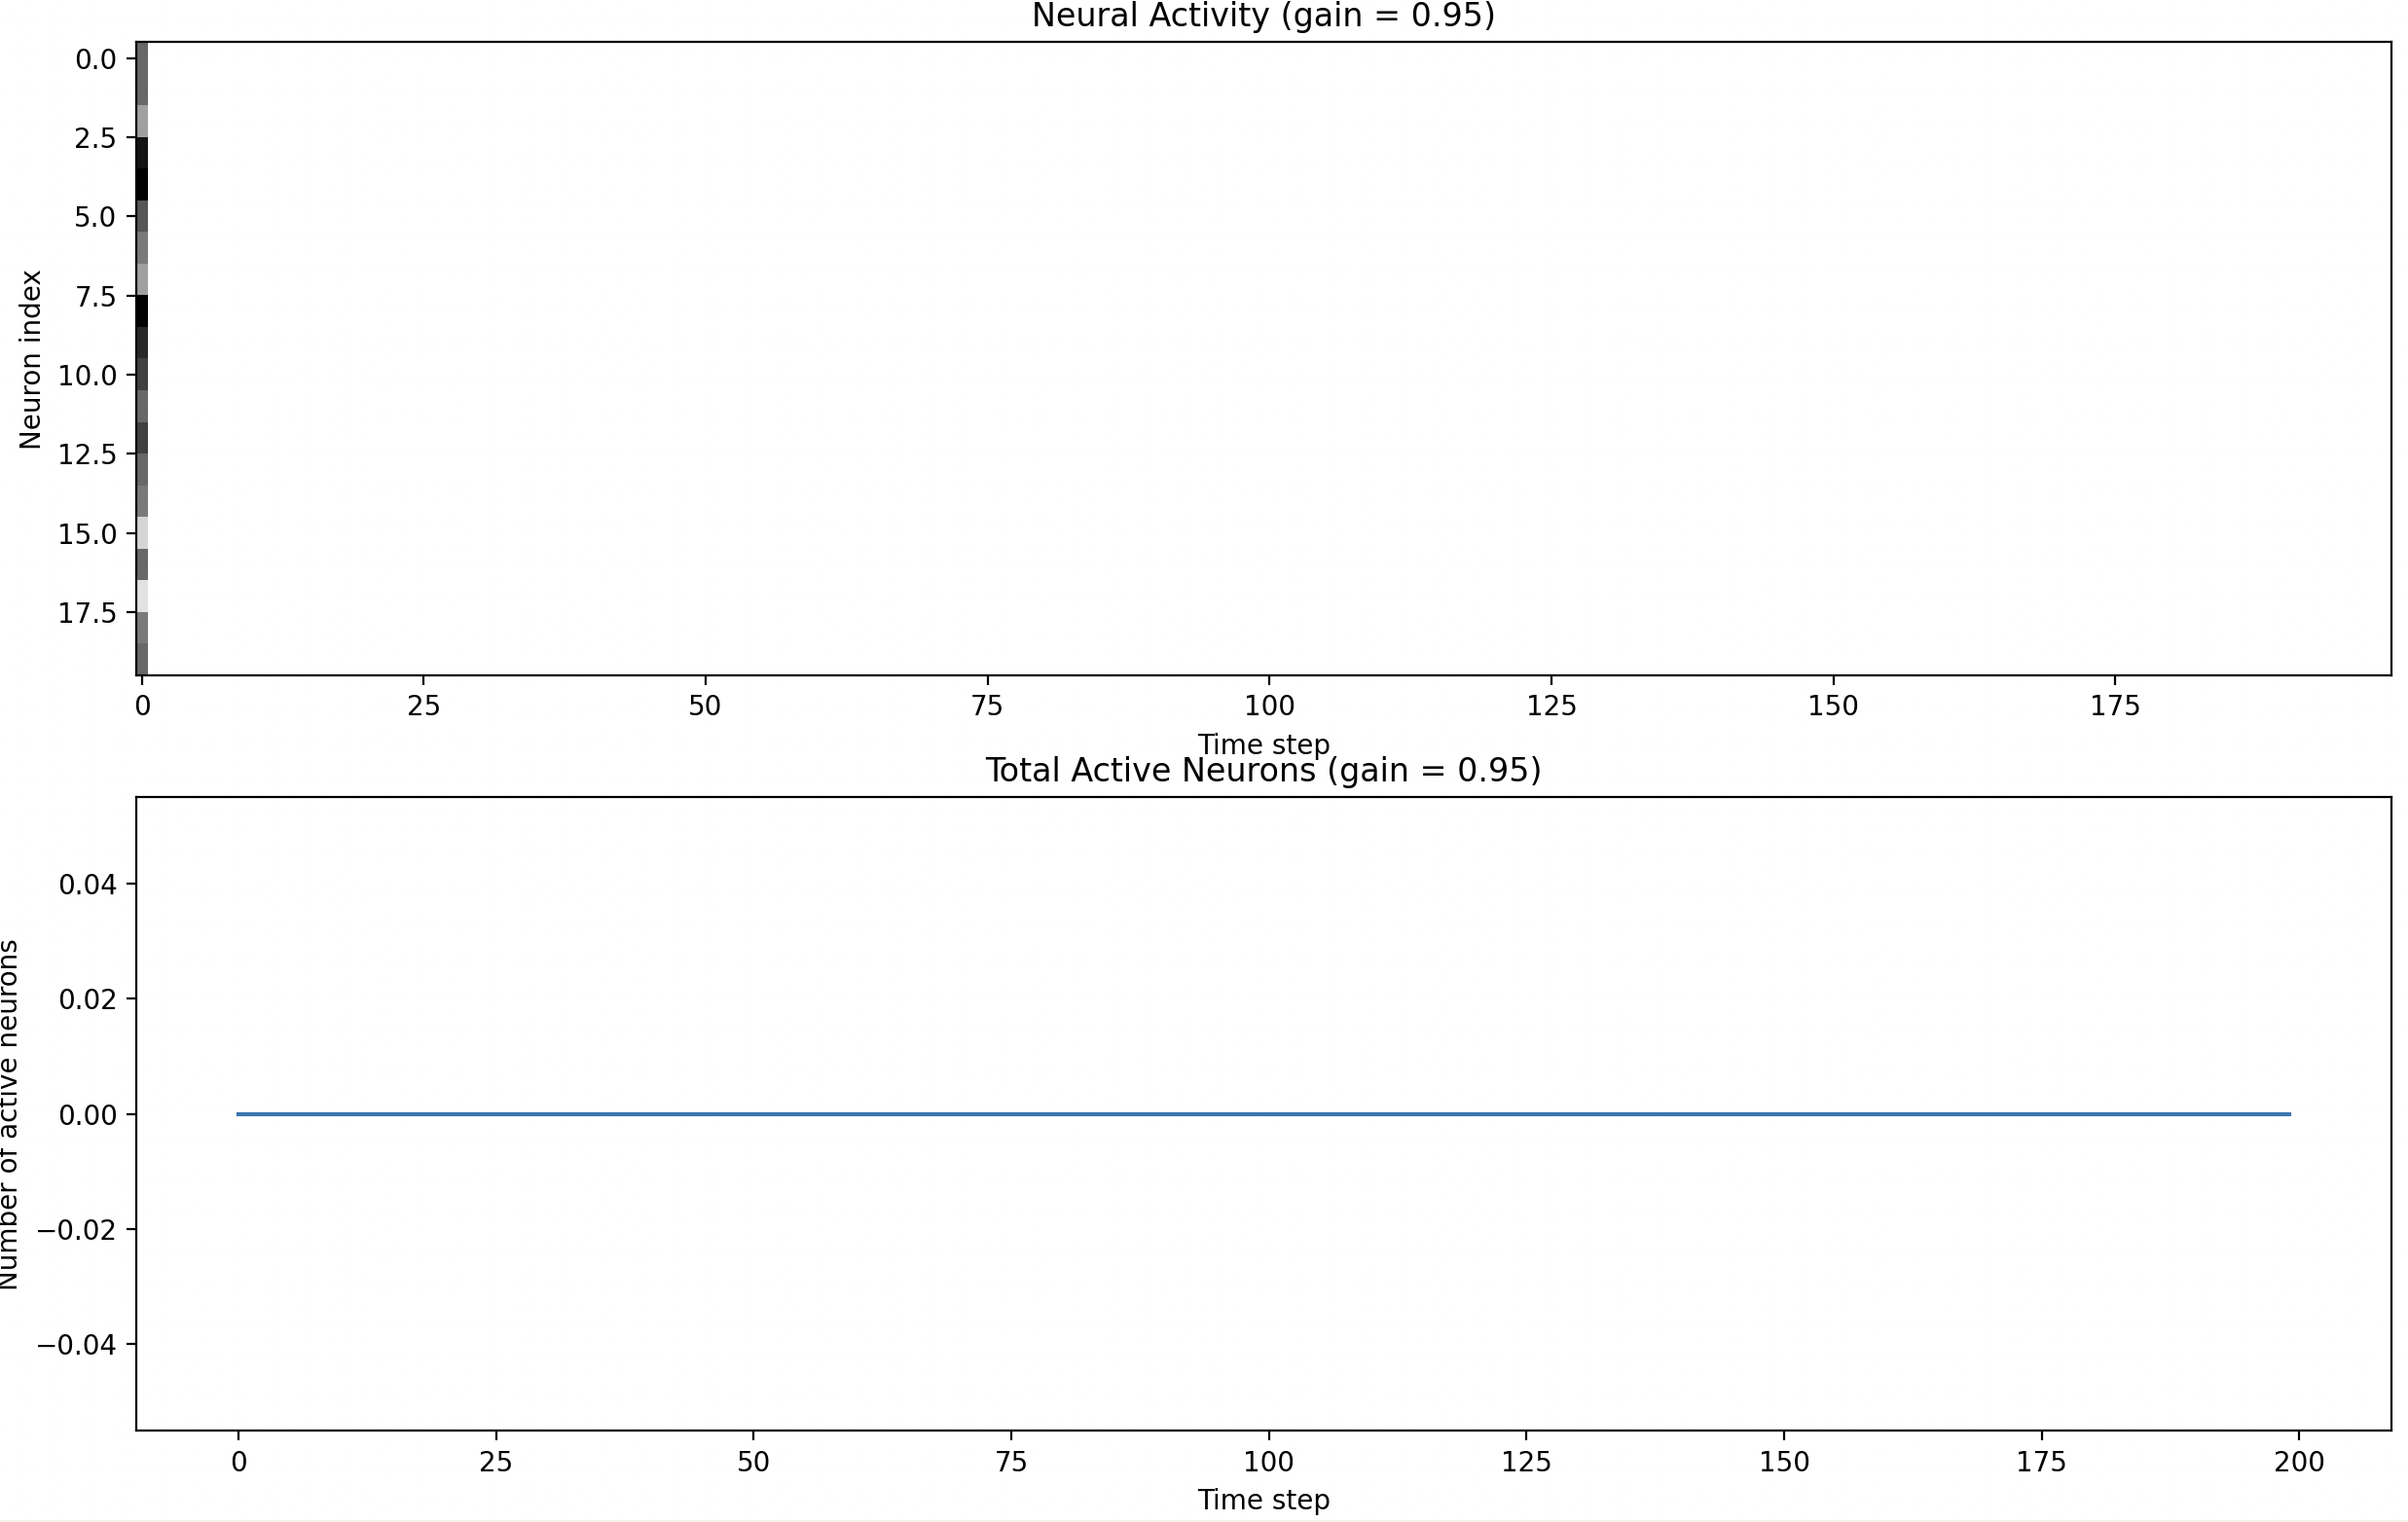 Neural Activity (gain = 0.95)
Neuron index
0.0
2.5
5.0
7.5
10.0
12.5
15.0
17.5
0 25 50 75 100 125 150 175
Time step
Total Active Neurons (gain = 0.95)
Number of active neurons
0.04
0.02
0.00
−0.02
−0.04
0 25 50 75 100 125 150 175 200
Time step